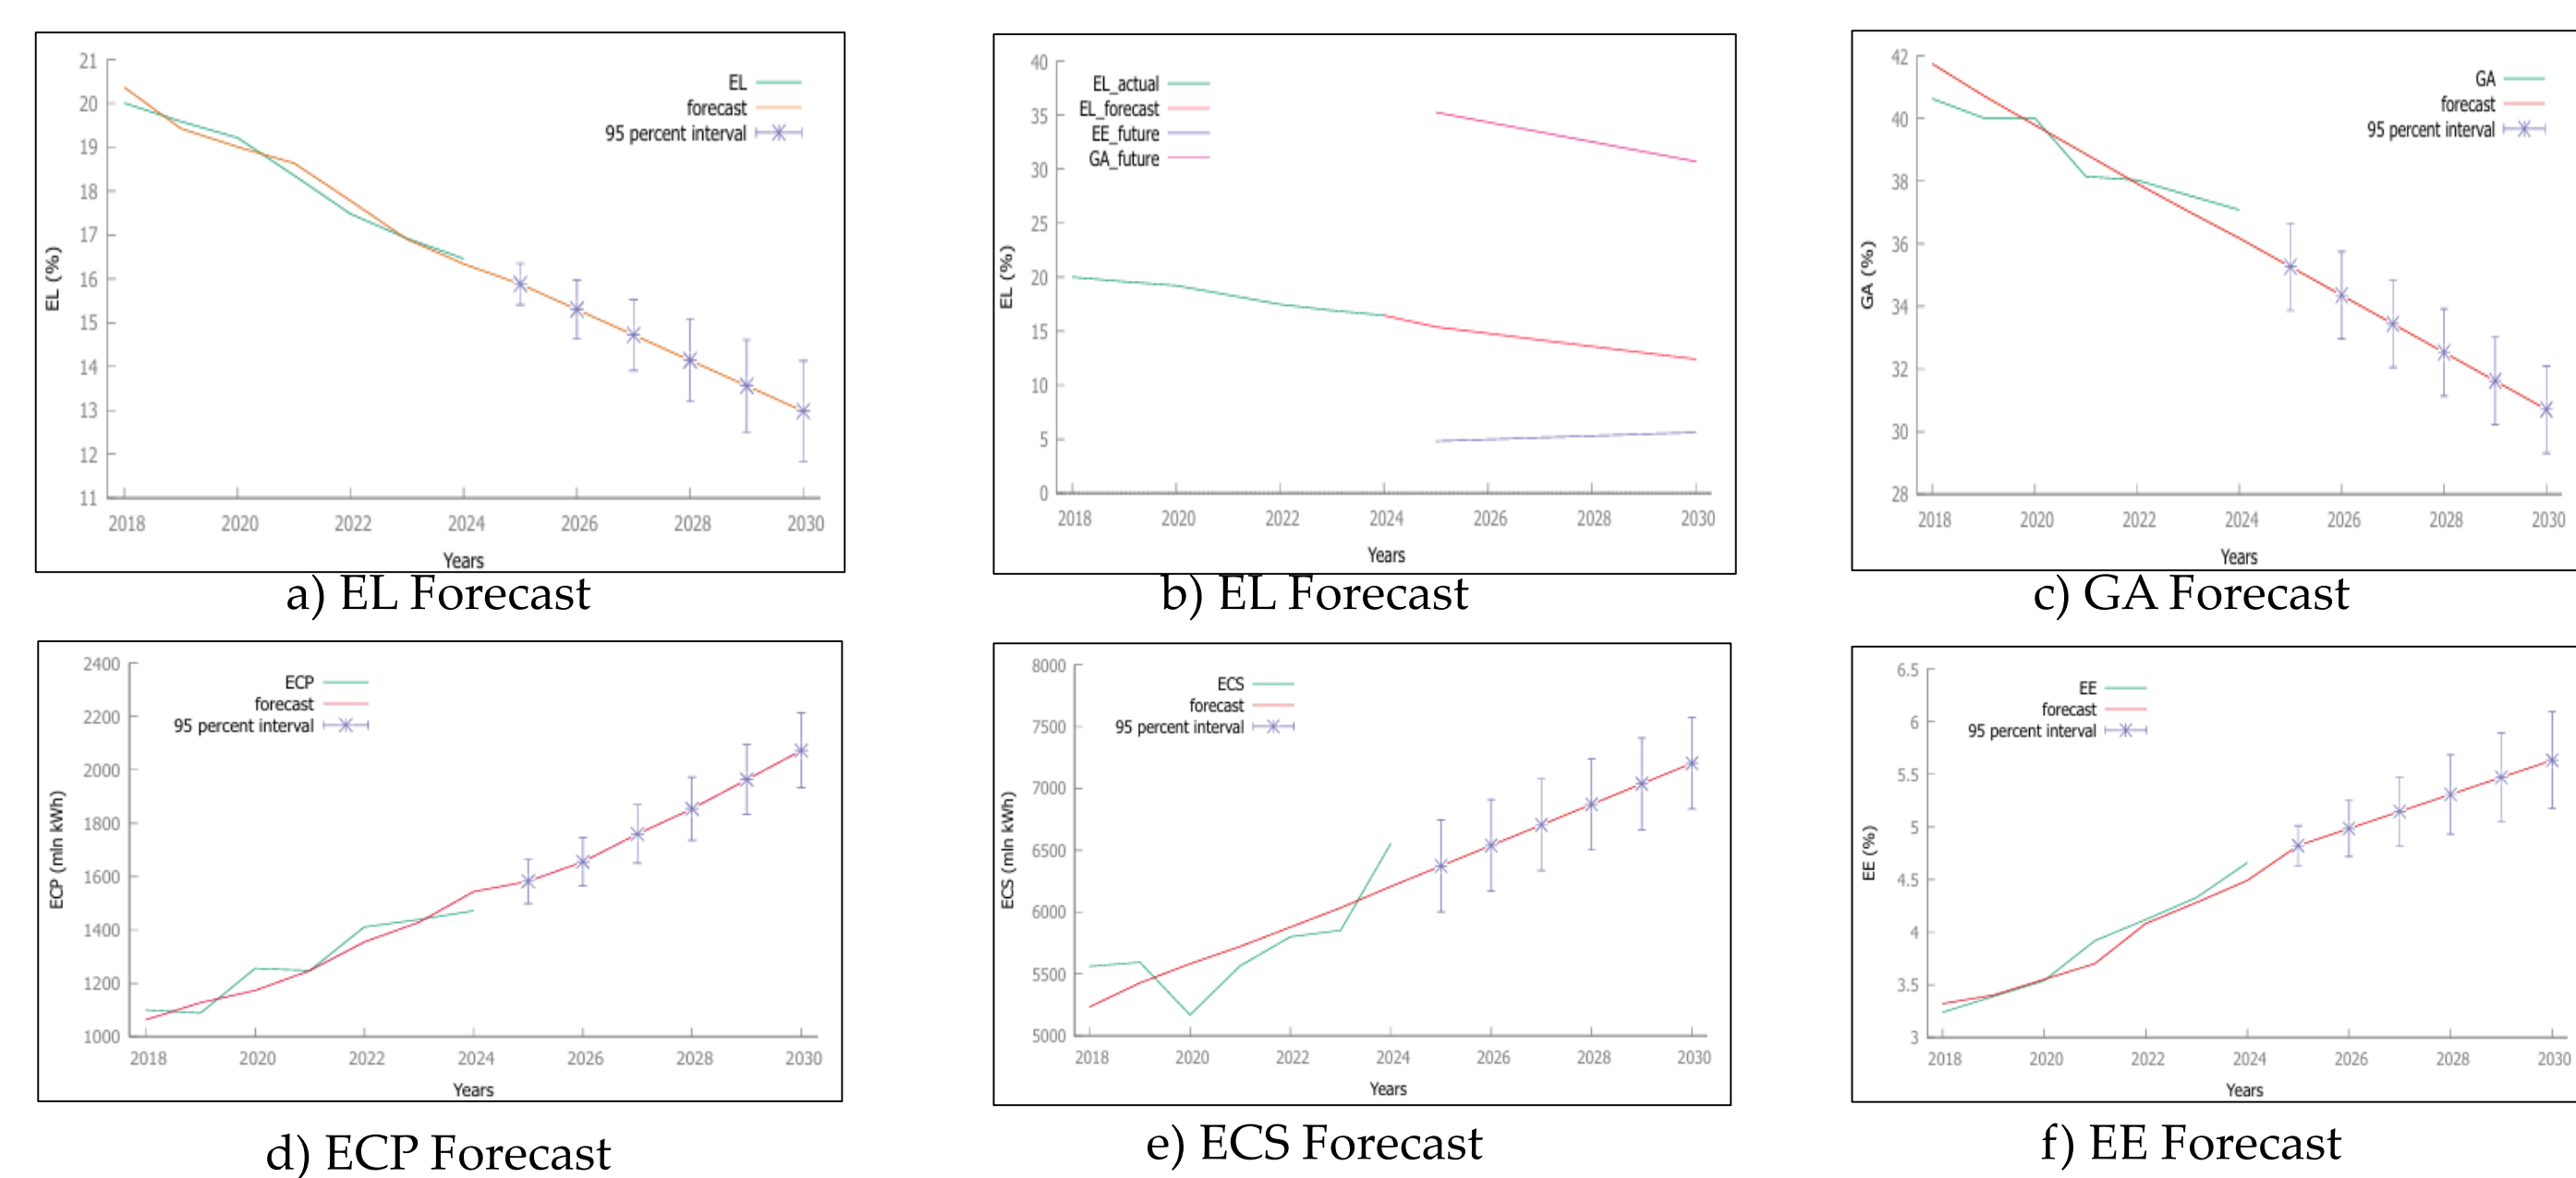 21
20
19
18
17
16
15
14
13
12
11
EL (%)
EL
forecast
95 percent interval
2018 2020 2022 2024 2026 2028 2030
Years
a) EL Forecast
40
35
30
25
20
15
10
5
0
EL (%)
EL_actual
EL_forecast
EE_future
GA_future
2018 2020 2022 2024 2026 2028 2030
Years
b) EL Forecast
42
40
38
36
34
32
30
28
GA (%)
GA
forecast
95 percent interval
2018 2020 2022 2024 2026 2028 2030
Years
c) GA Forecast
2400
2200
2000
1800
1600
1400
1200
1000
ECP (mln kWh)
ECP
forecast
95 percent interval
2018 2020 2022 2024 2026 2028 2030
Years
d) ECP Forecast
8000
7500
7000
6500
6000
5500
5000
ECS (mln kWh)
ECS
forecast
95 percent interval
2018 2020 2022 2024 2026 2028 2030
Years
e) ECS Forecast
6.5
6
5.5
5
4.5
4
3.5
3
EE (%)
EE
forecast
95 percent interval
2018 2020 2022 2024 2026 2028 2030
Years
f) EE Forecast